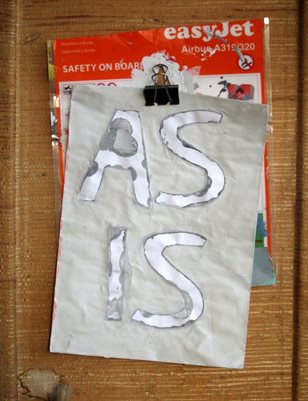 easyJet
Airbus A319/320
SAFETY ON BOARD
AS
IS